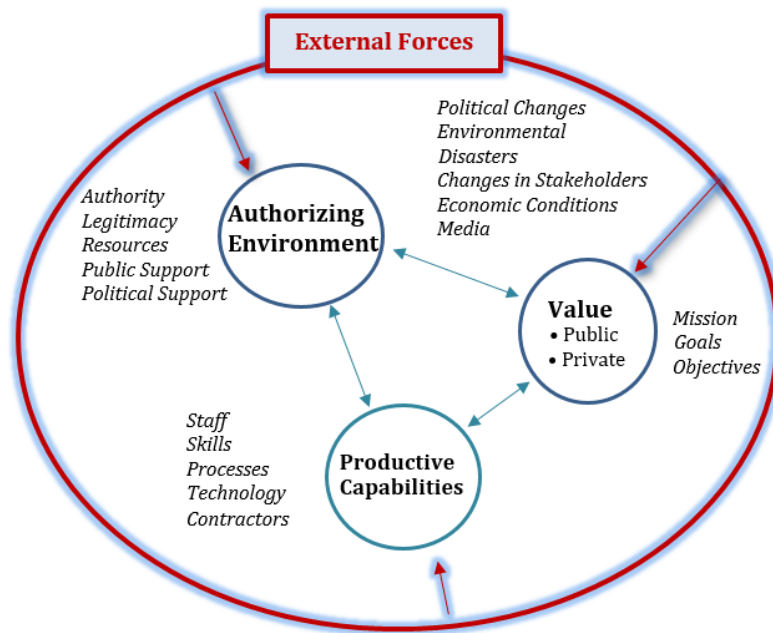 External Forces
Political Changes
Environmental
Disasters
Changes in Stakeholders
Economic Conditions
Media
Authority
Legitimacy
Resources
Public Support
Political Support
Authorizing
Environment
Value
• Public
• Private
Mission
Goals
Objectives
Staff
Skills
Processes
Technology
Contractors
Productive
Capabilities